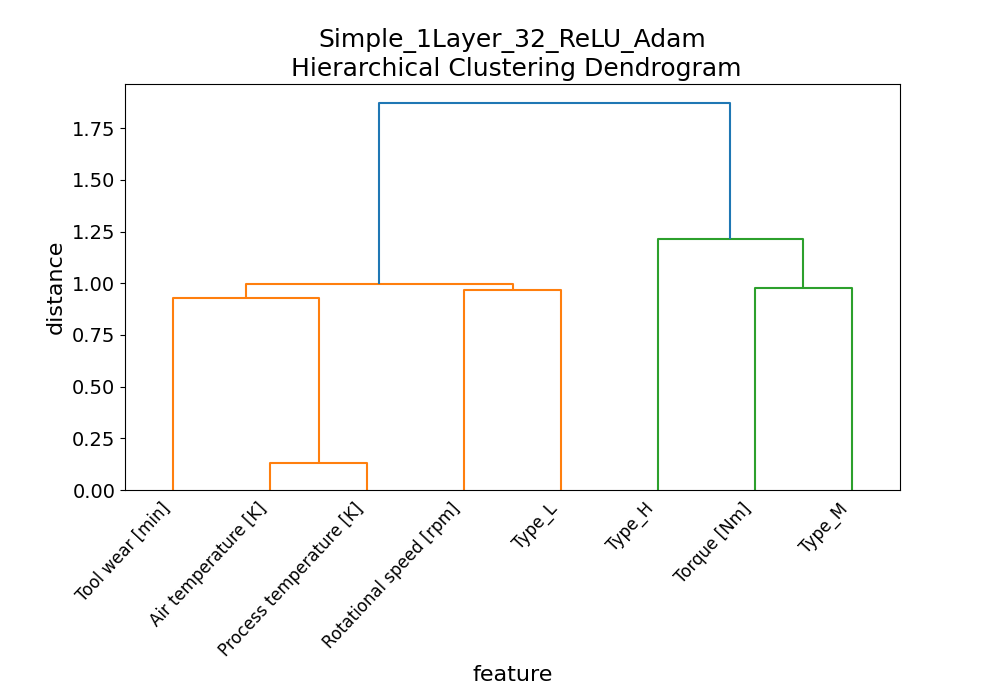 Simple_1Layer_32_ReLU_Adam
Hierarchical Clustering Dendrogram
distance
1.75
1.50
1.25
1.00
0.75
0.50
0.25
0.00
Tool wear [min]
Air temperature [K]
Process temperature [K]
Rotational speed [rpm]
Type_L
Type_H
Torque [Nm]
Type_M
feature